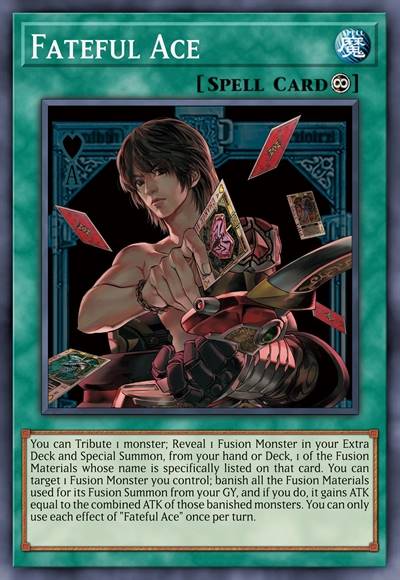 FATEFUL ACE
魔
[SPELL CARD]
A
You can Tribute 1 monster; Reveal 1 Fusion Monster in your Extra
Deck and Special Summon, from your hand or Deck, 1 of the Fusion
Materials whose name is specifically listed on that card. You can
target 1 Fusion Monster you control; banish all the Fusion Materials
used for its Fusion Summon from your GY, and if you do, it gains ATK
equal to the combined ATK of those banished monsters. You can only
use each effect of "Fateful Ace" once per turn.